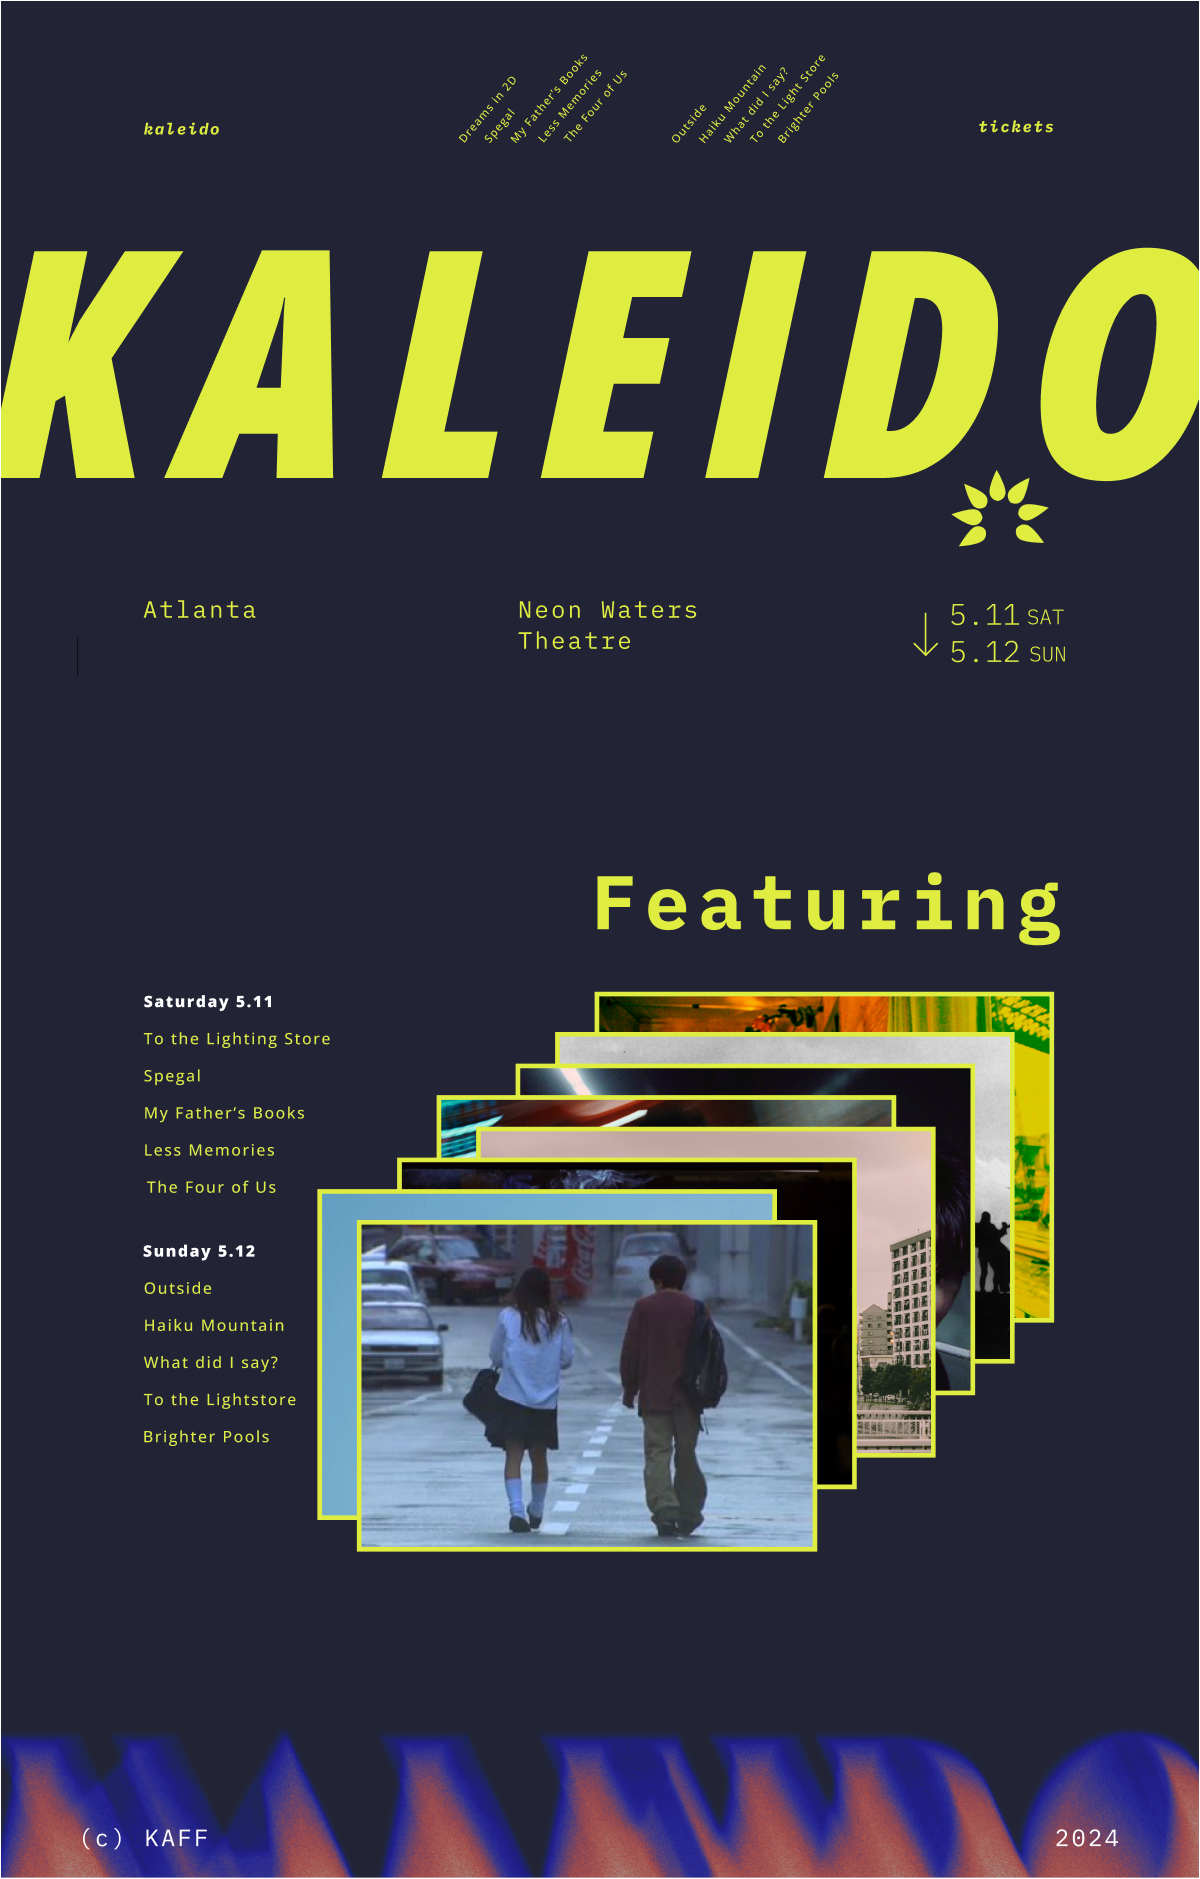 kaleido
Dreams in 2D
Spegal
My Father's Books
Less Memories
The Four of Us
Outside
Haiku Mountain
What did I say?
To the Light Store
Brighter Pools
tickets
KALEIDO
Atlanta
Neon Waters
Theatre
5.11 SAT
5.12 SUN
Featuring
Saturday 5.11
To the Lighting Store
Spegal
My Father’s Books
Less Memories
The Four of Us
Sunday 5.12
Outside
Haiku Mountain
What did I say?
To the Lightstore
Brighter Pools
Coca-Cola
(c) KAFF
2024